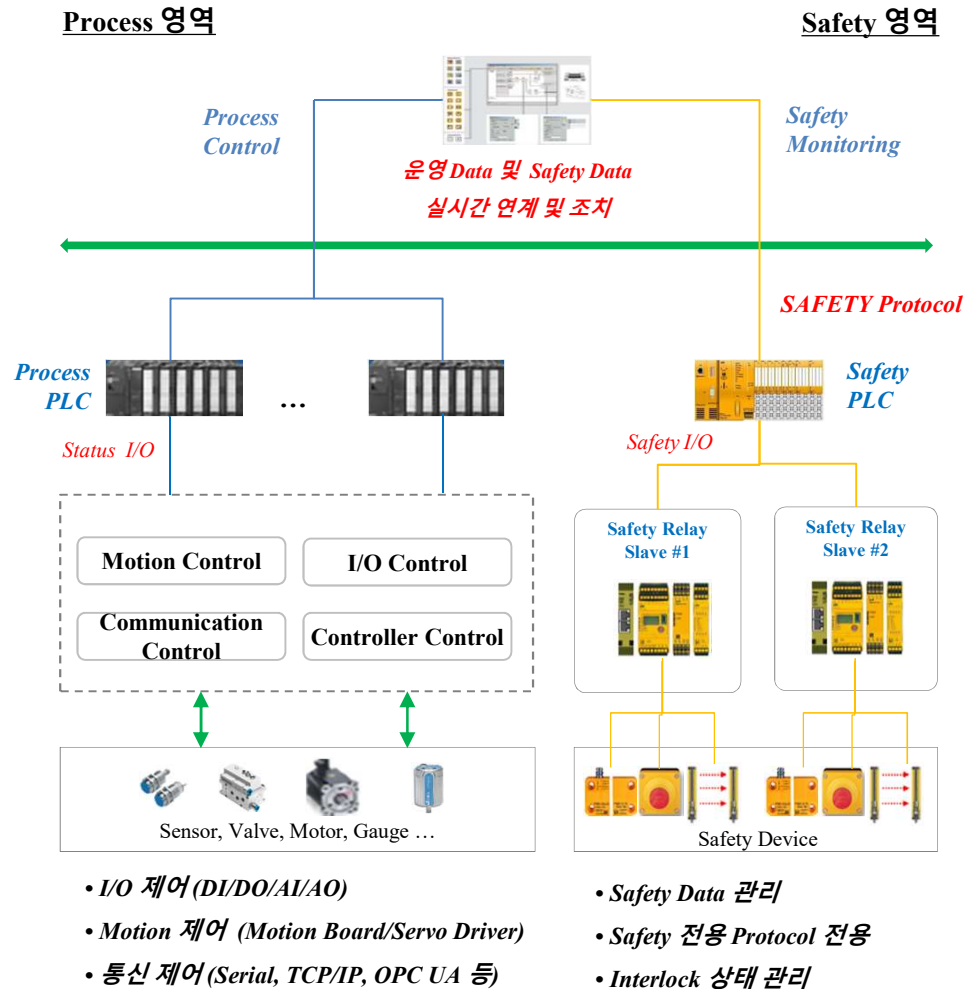 Process 영역
Safety 영역
Process
Control
Safety
Monitoring
운영 Data 및 Safety Data
실시간 연계 및 조치
SAFETY Protocol
Process
PLC
...
Safety
PLC
Status I/O
Safety I/O
Motion Control
I/O Control
Communication
Control
Controller Control
Safety Relay
Slave #1
Safety Relay
Slave #2
Sensor, Valve, Motor, Gauge ...
Safety Device
• I/O 제어 (DI/DO/AI/AO)
• Motion 제어 (Motion Board/Servo Driver)
• 통신 제어 (Serial, TCP/IP, OPC UA 등)
• Safety Data 관리
• Safety 전용 Protocol 전용
• Interlock 상태 관리